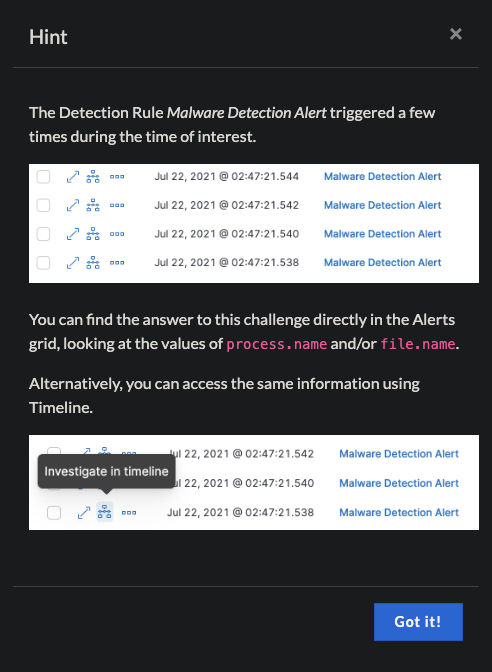 Hint
The Detection Rule Malware Detection Alert triggered a few
times during the time of interest.
Jul 22, 2021 @ 02:47:21.544 Malware Detection Alert
Jul 22, 2021 @ 02:47:21.542 Malware Detection Alert
Jul 22, 2021 @ 02:47:21.540 Malware Detection Alert
Jul 22, 2021 @ 02:47:21.538 Malware Detection Alert
You can find the answer to this challenge directly in the Alerts
grid, looking at the values of process.name and/or file.name.
Alternatively, you can access the same information using
Timeline.
Jul 22, 2021 @ 02:47:21.542 Malware Detection Alert
Investigate in timeline
ul 22, 2021 @ 02:47:21.540 Malware Detection Alert
Jul 22, 2021 @ 02:47:21.538 Malware Detection Alert
Got it!